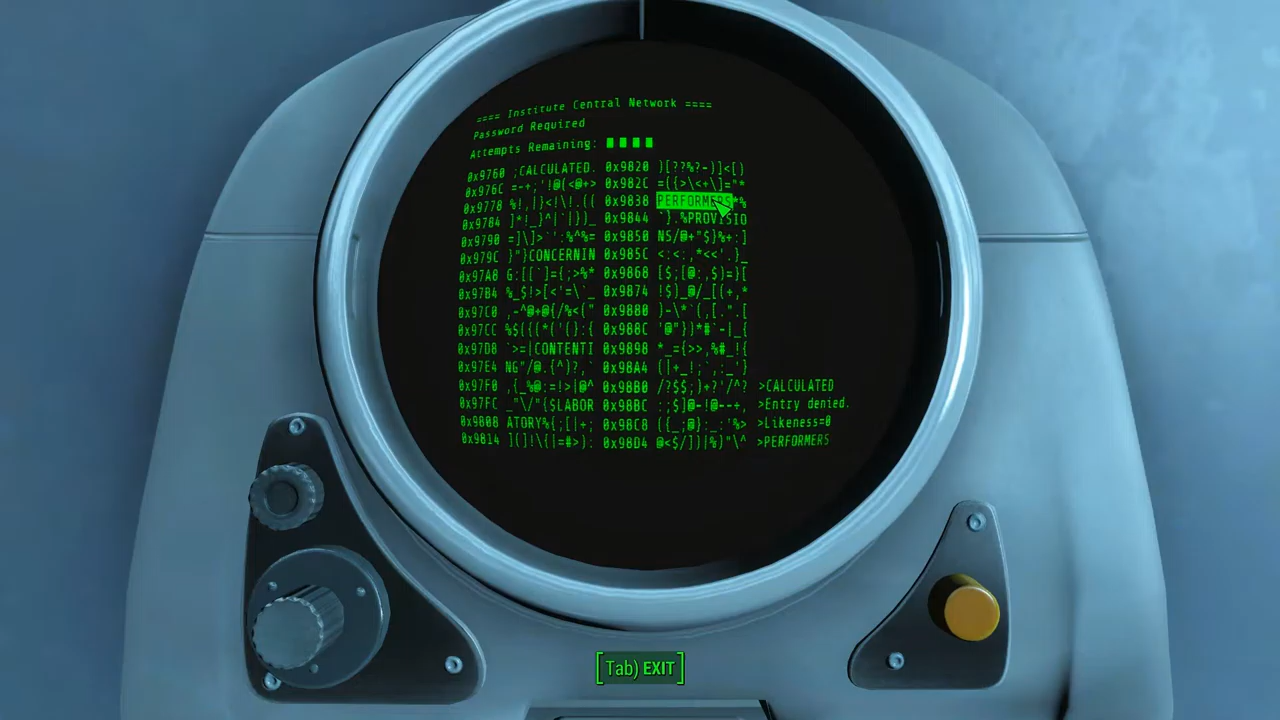 ==== Institute Central Network ====
Password Required
Attempts Remaining: ■ ■ ■ ■
0x9760 ;CALCULATED. 0x9820 )[??%?-)]<[)
0x976C =-+;'!@(<@+> 0x982C =({>\<+\]="*
0x9778 %!,|}<!\!.(( 0x9838 PERFORMERS*%
0x9784 ]*!_}^|`|})_ 0x9844 `}.%PROVISIO
0x9790 =]\]>`':%^%= 0x9850 NS/@+"$}%+:]
0x979C }"}CONCERNIN 0x985C <:<:,*<<'.}_
0x97A8 G:[[`]={;>%* 0x9868 [$;[@:,$)=}[
0x97B4 %_$!>[<'=\`_ 0x9874 !$)_@/_[(+,*
0x97C0 ,-^@+@{/%<(" 0x9880 )-\*`(,[.".[
0x97CC %$({(*('(}:{ 0x988C '@"})*#`-|_{
0x97D8 `>=|CONTENTI 0x9898 *_={>>,%#_!{
0x97E4 NG"/@.{^)?,` 0x98A4 (|+_!;`,:_'}
0x97F0 ,{_%@:=!>|@^ 0x98B0 /?$$;)+?'/^? >CALCULATED
0x97FC _"\/"{$LABOR 0x98BC :;$]@-!@--+, >Entry denied.
0x9808 ATORY%{;[|+; 0x98C8 ({_;@}:_:'%> >Likeness=0
0x9814 ](]!\{|=#>): 0x98D4 @<$/])|%)"\^ >PERFORMERS
Tab) EXIT